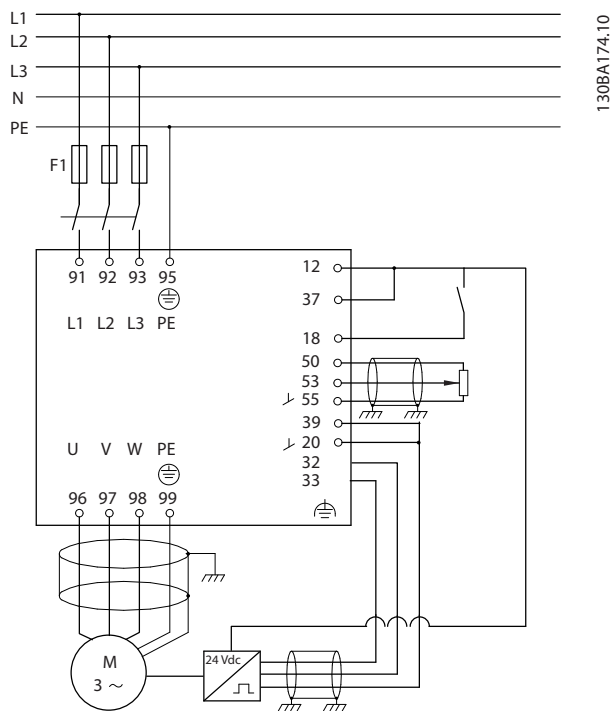 L1
L2
L3
N
PE
130BA174.10
F1
91 92 93 95
L1 L2 L3 PE
12
37
18
50
53
55
39
20
32
33
U V W PE
96 97 98 99
M
3 ~
24 Vdc